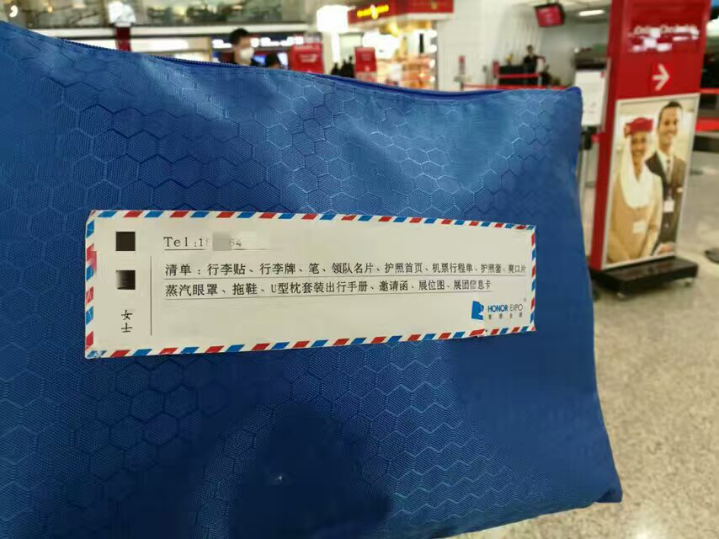 Tel:1
清单：行李贴、行李牌、笔、领队名片、护照首页、机票行程单、护照套、爽口片
蒸汽眼罩、拖鞋、U型枕套装出行手册、邀请函、展位图、展团信息卡
女士
HONOR EXPO